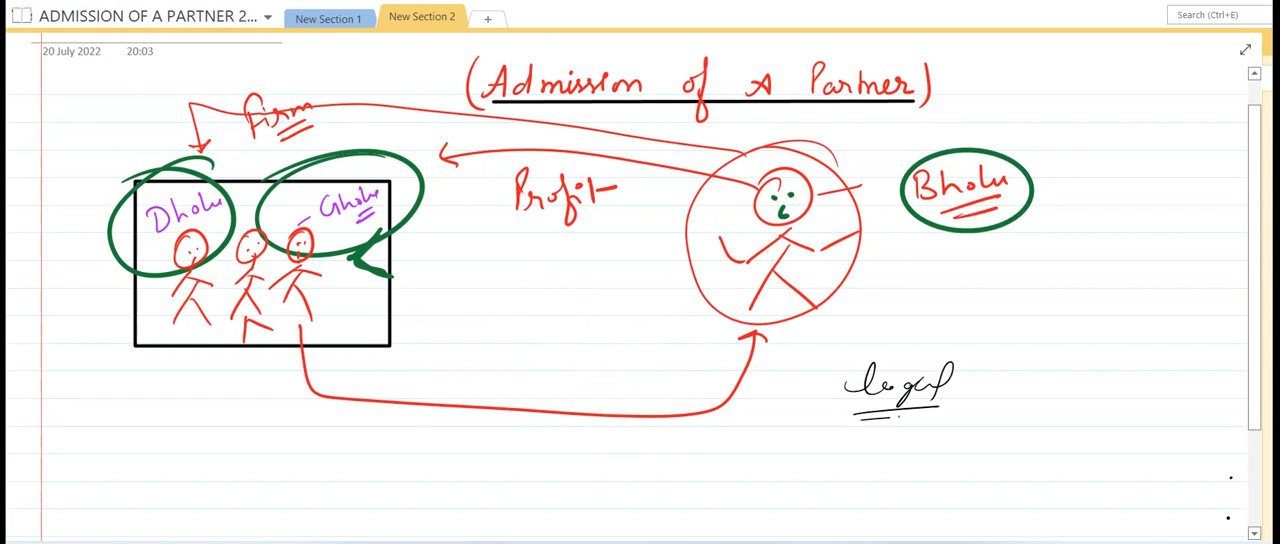 ADMISSION OF A PARTNER 2...
New Section 1
New Section 2
+
Search (Ctrl+E)
20 July 2022 20:03
(Admission of A Partner)
firm
Dholu
Gholu
Profit
Bholu
legal